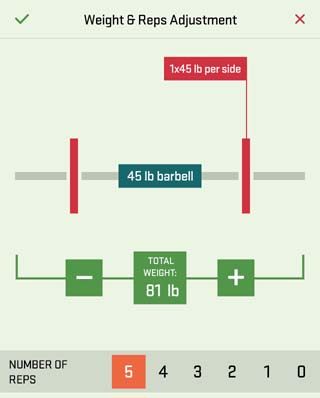 Weight & Reps Adjustment
1x45 lb per side
45 lb barbell
TOTAL
WEIGHT:
81 lb
NUMBER OF
REPS
5 4 3 2 1 0